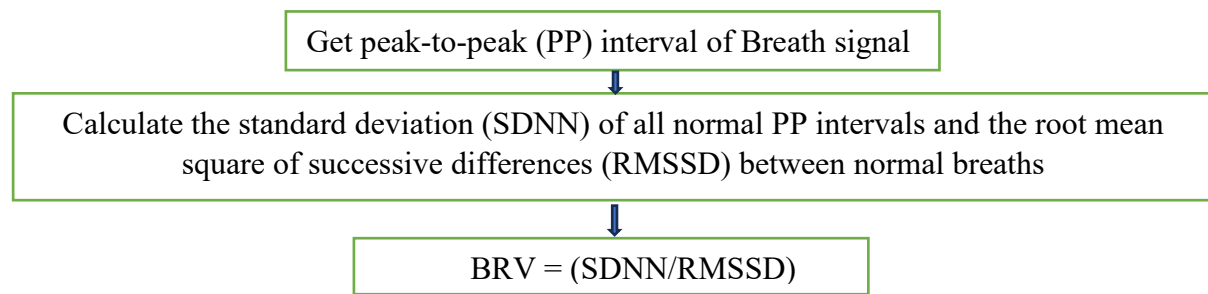 Get peak-to-peak (PP) interval of Breath signal
Calculate the standard deviation (SDNN) of all normal PP intervals and the root mean
square of successive differences (RMSSD) between normal breaths
BRV = (SDNN/RMSSD)